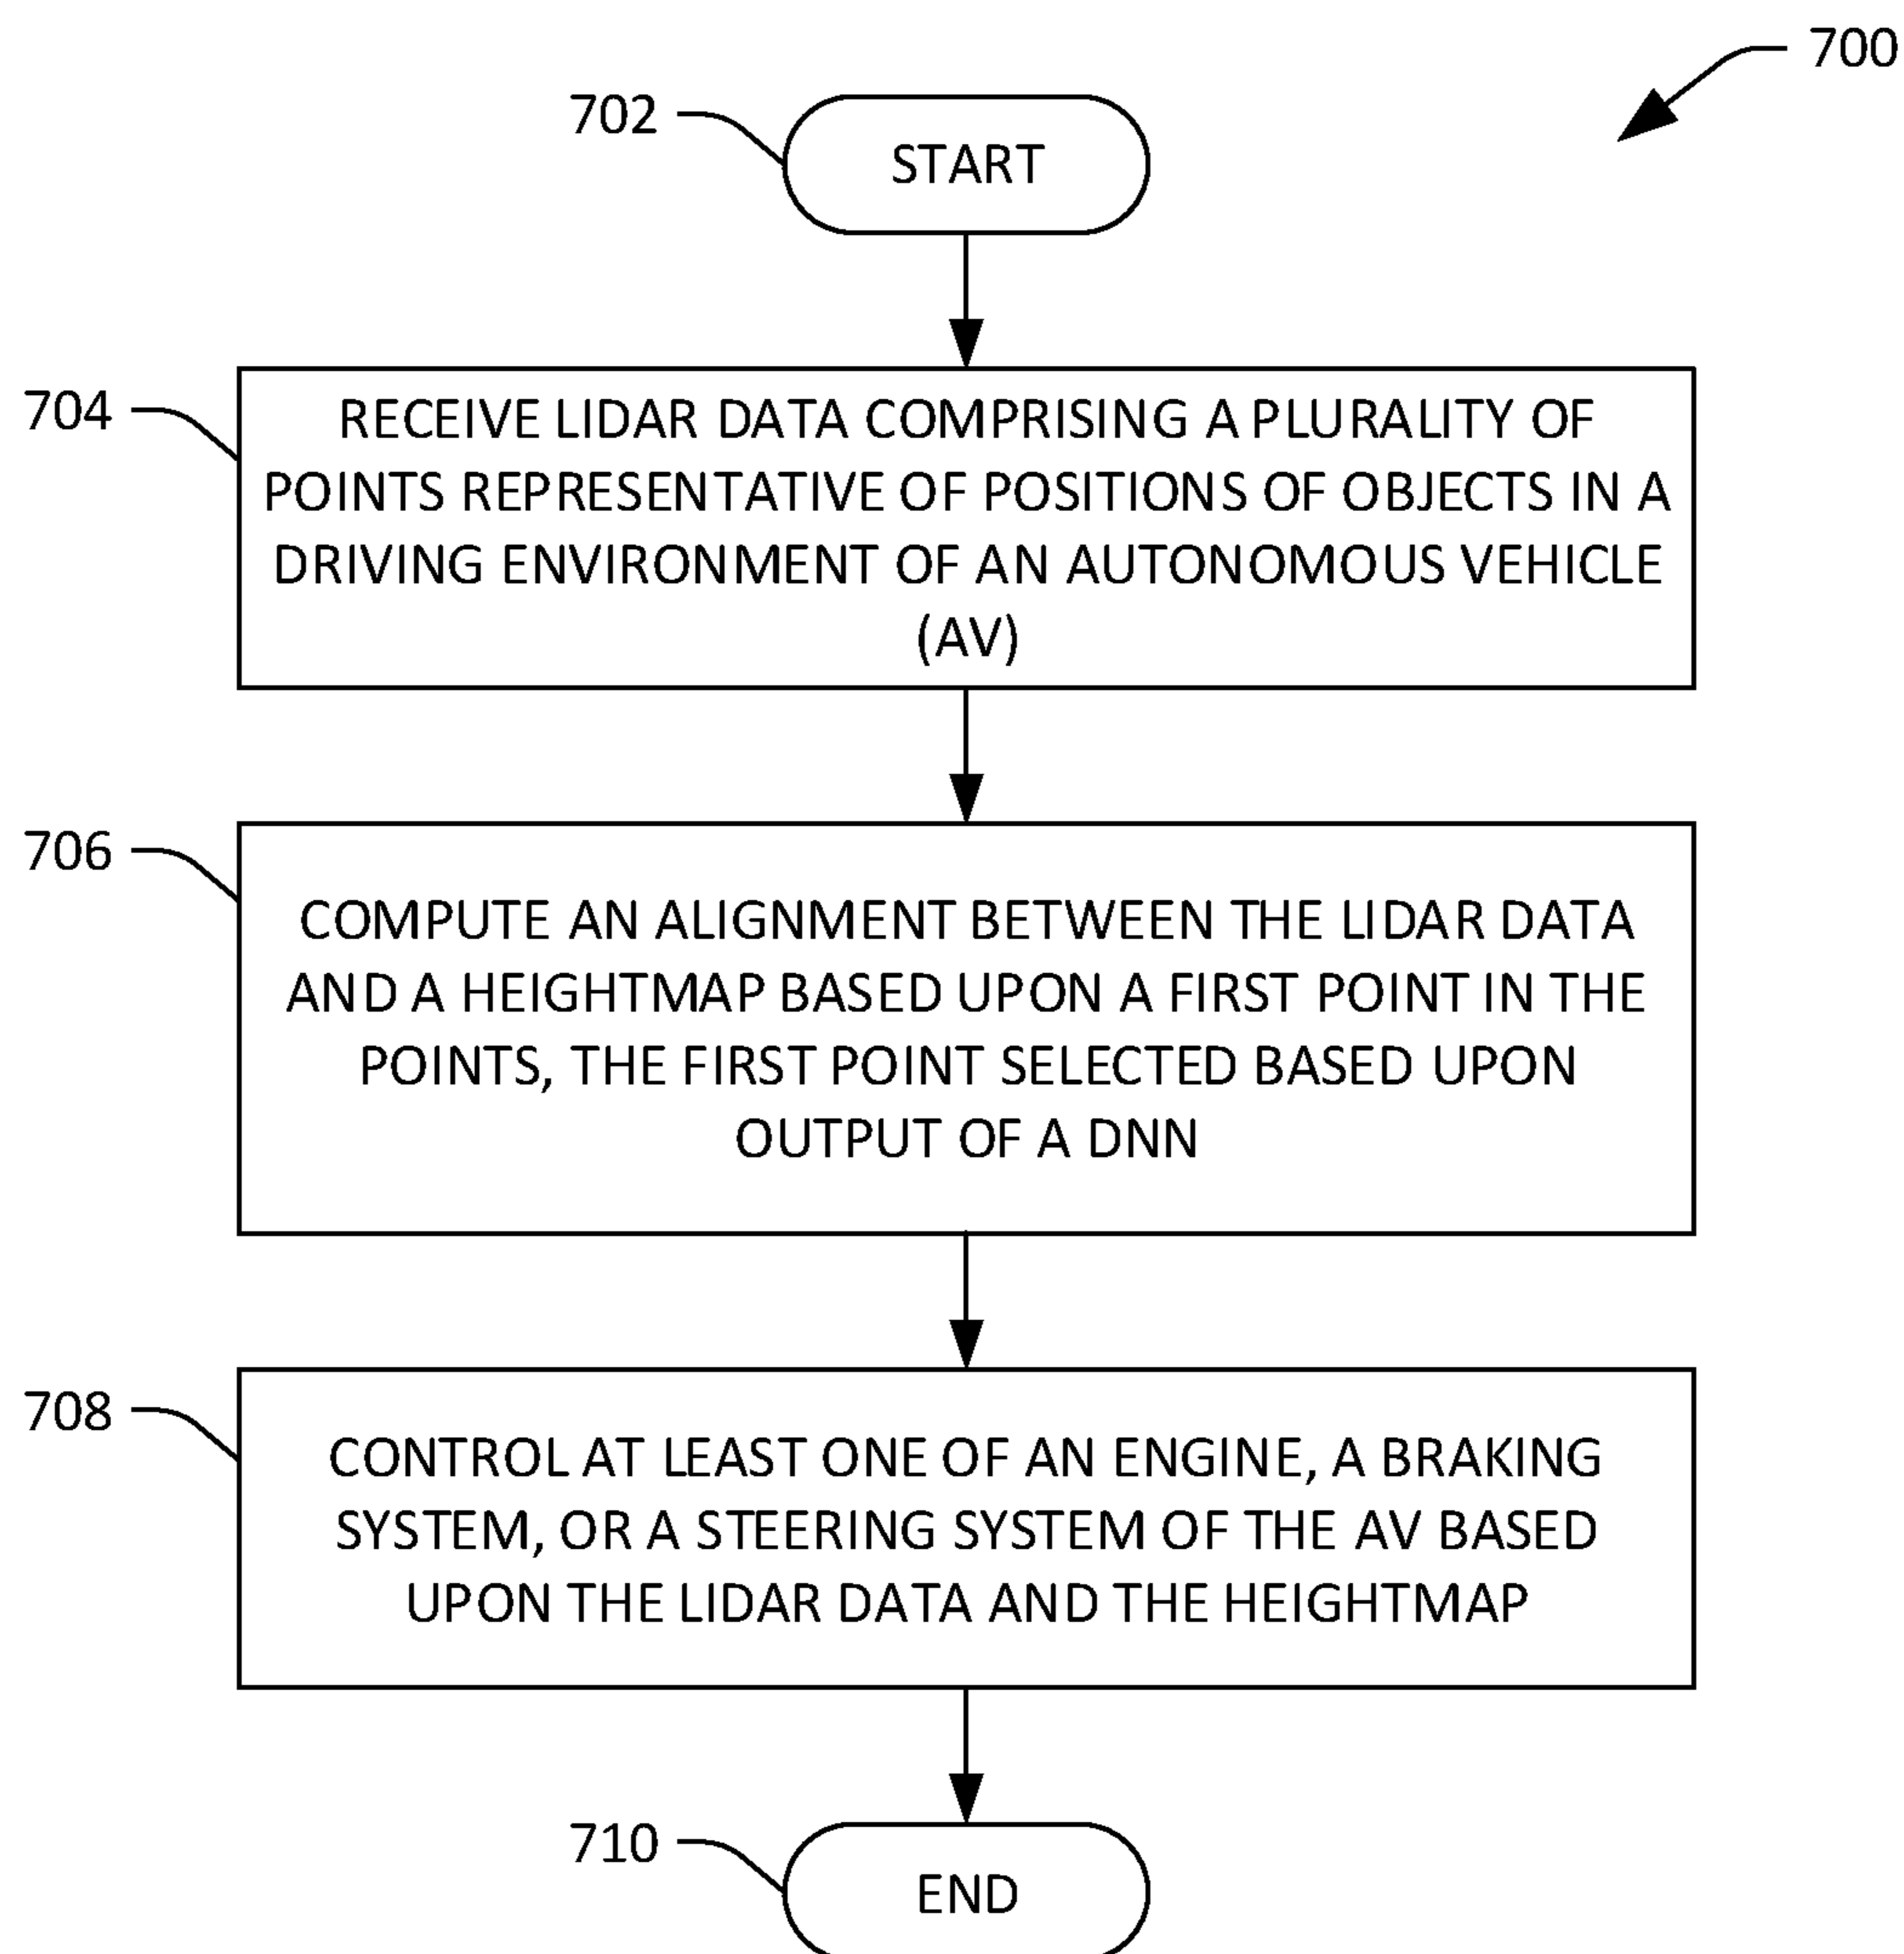 700
702
START
704
RECEIVE LIDAR DATA COMPRISING A PLURALITY OF
POINTS REPRESENTATIVE OF POSITIONS OF OBJECTS IN A
DRIVING ENVIRONMENT OF AN AUTONOMOUS VEHICLE
(AV)
706
COMPUTE AN ALIGNMENT BETWEEN THE LIDAR DATA
AND A HEIGHTMAP BASED UPON A FIRST POINT IN THE
POINTS, THE FIRST POINT SELECTED BASED UPON
OUTPUT OF A DNN
708
CONTROL AT LEAST ONE OF AN ENGINE, A BRAKING
SYSTEM, OR A STEERING SYSTEM OF THE AV BASED
UPON THE LIDAR DATA AND THE HEIGHTMAP
710
END